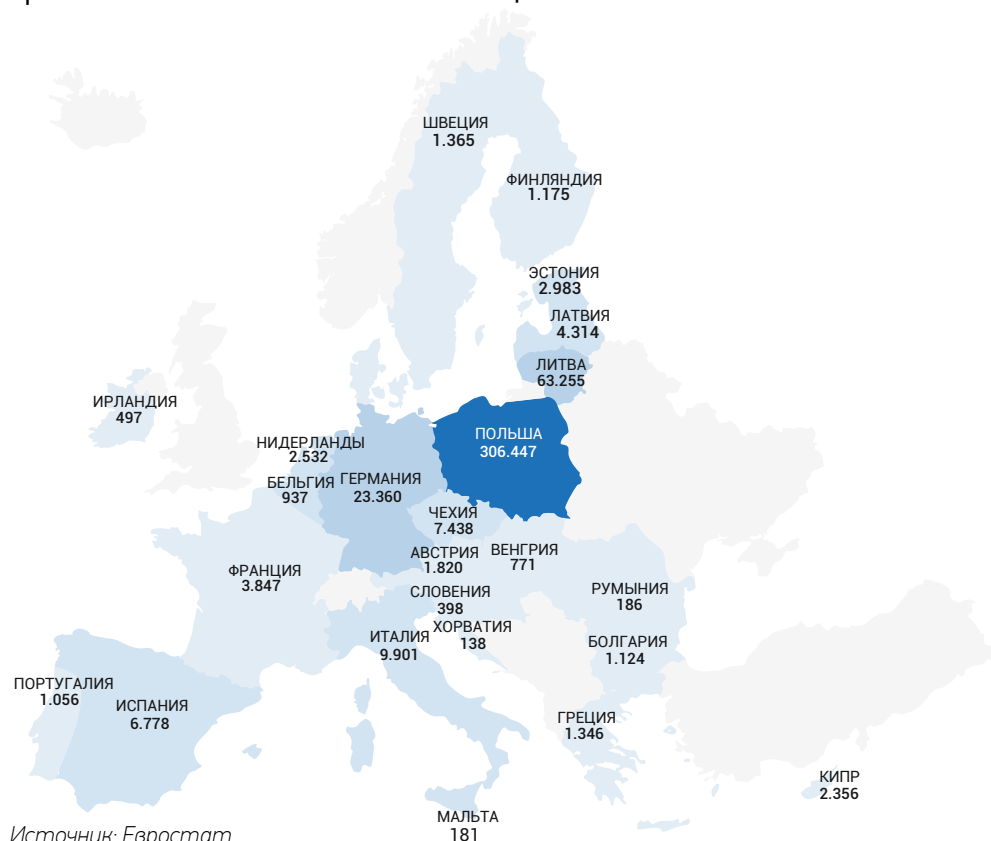 ШВЕЦИЯ
1.365
ФИНЛЯНДИЯ
1.175
ЭСТОНИЯ
2.983
ЛАТВИЯ
4.314
ЛИТВА
63.255
ИРЛАНДИЯ
497
ПОЛЬША
306.447
НИДЕРЛАНДЫ
2.532
БЕЛЬГИЯ
937
ГЕРМАНИЯ
23.360
ЧЕХИЯ
7.438
АВСТРИЯ
1.820
ВЕНГРИЯ
771
ФРАНЦИЯ
3.847
СЛОВЕНИЯ
398
РУМЫНИЯ
186
ХОРВАТИЯ
138
ИТАЛИЯ
9.901
БОЛГАРИЯ
1.124
ПОРТУГАЛИЯ
1.056
ИСПАНИЯ
6.778
ГРЕЦИЯ
1.346
КИПР
2.356
МАЛЬТА
181
Источник: Евростат